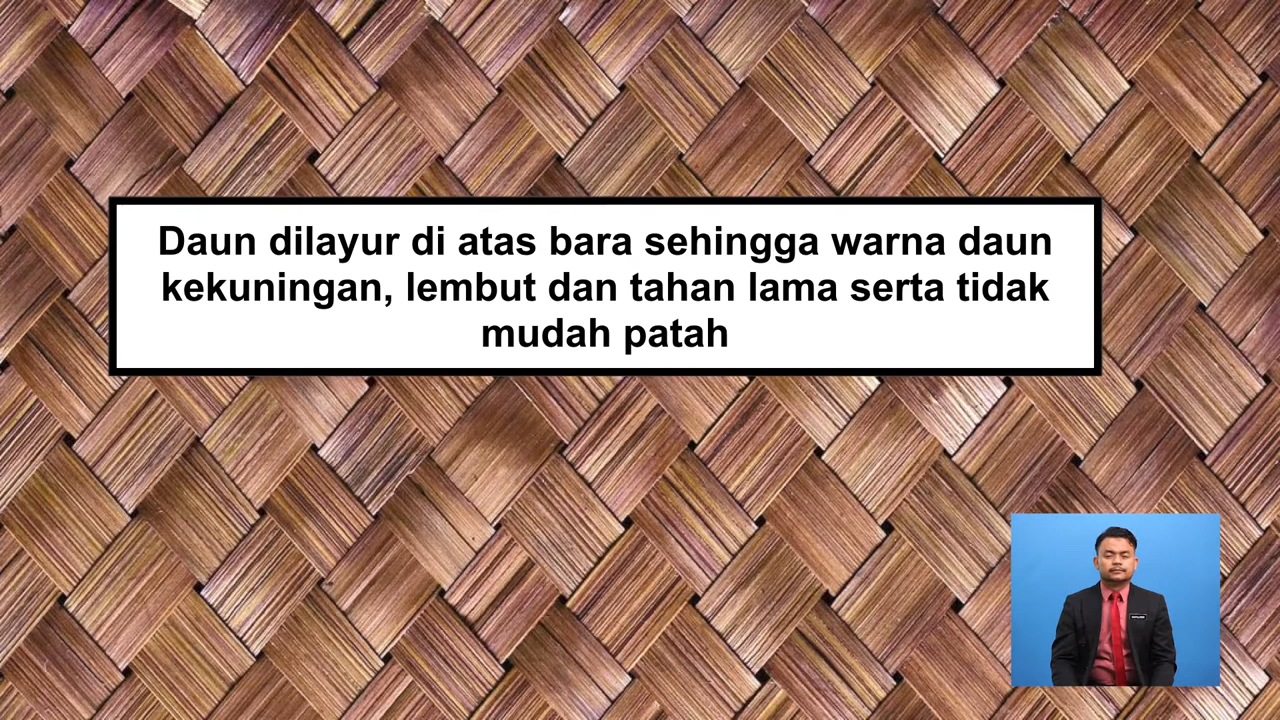 Daun dilayur di atas bara sehingga warna daun
kekuningan, lembut dan tahan lama serta tidak
mudah patah